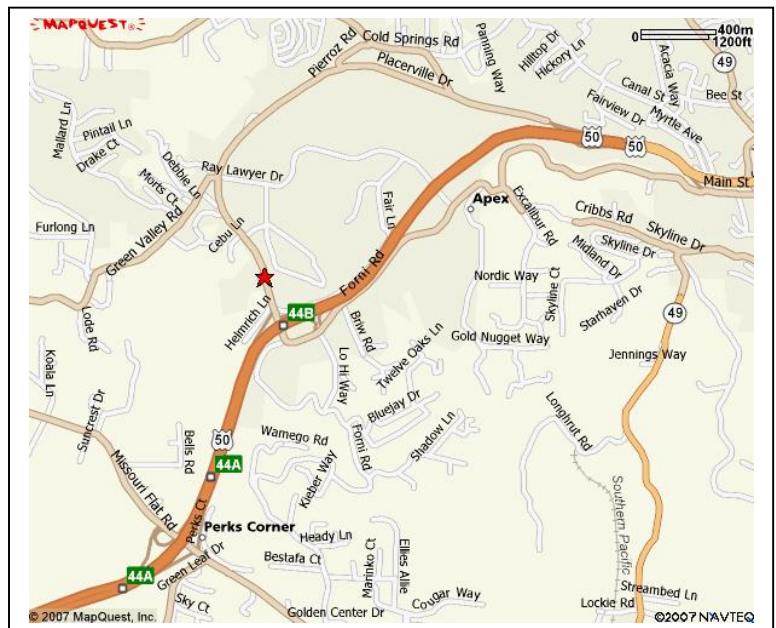 MAPQUEST®
Cold Springs Rd
Pierroz Rd
Placerville Dr
Panning Way
Hilltop Dr
Hickory Ln
0 400m
1200ft
49
Acacia Way
Canal St
Bee St
Fairview Dr
Myrtle Ave
50
50
Main St
Mallard Ln
Pintail Ln
Drake Ct
Debbie Ln
Morts Ct
Ray Lawyer Dr
Fair Ln
Apex
Excalibur Rd
Cribbs Rd
Skyline Dr
Furlong Ln
Green Valley Rd
Cebu Ln
Skyline Dr
Midland Dr
Forni Rd
Nordic Way
Skyline Ct
Starhaven Dr
Helmrich Ln
44B
Lode Rd
Briw Rd
Gold Nugget Way
49
Jennings Way
Koala Ln
Lo Hi Way
Twelve Oaks Ln
Suncrest Dr
Bluejay Dr
Longhrut Rd
Bells Rd
50
Wamego Rd
Forni Rd
Shadow Ln
44A
Missouri Flat Rd
Kieber Way
Southern Pacific
Perks Ct
Perks Corner
Heady Ln
Green Leaf Dr
Bestafa Ct
Marinko Ct
Ellies Allie
44A
Sky Ct
Golden Center Dr
Cougar Way
Streambed Ln
Lockie Rd
© 2007 MapQuest, Inc.
©2007 NAVTEQ